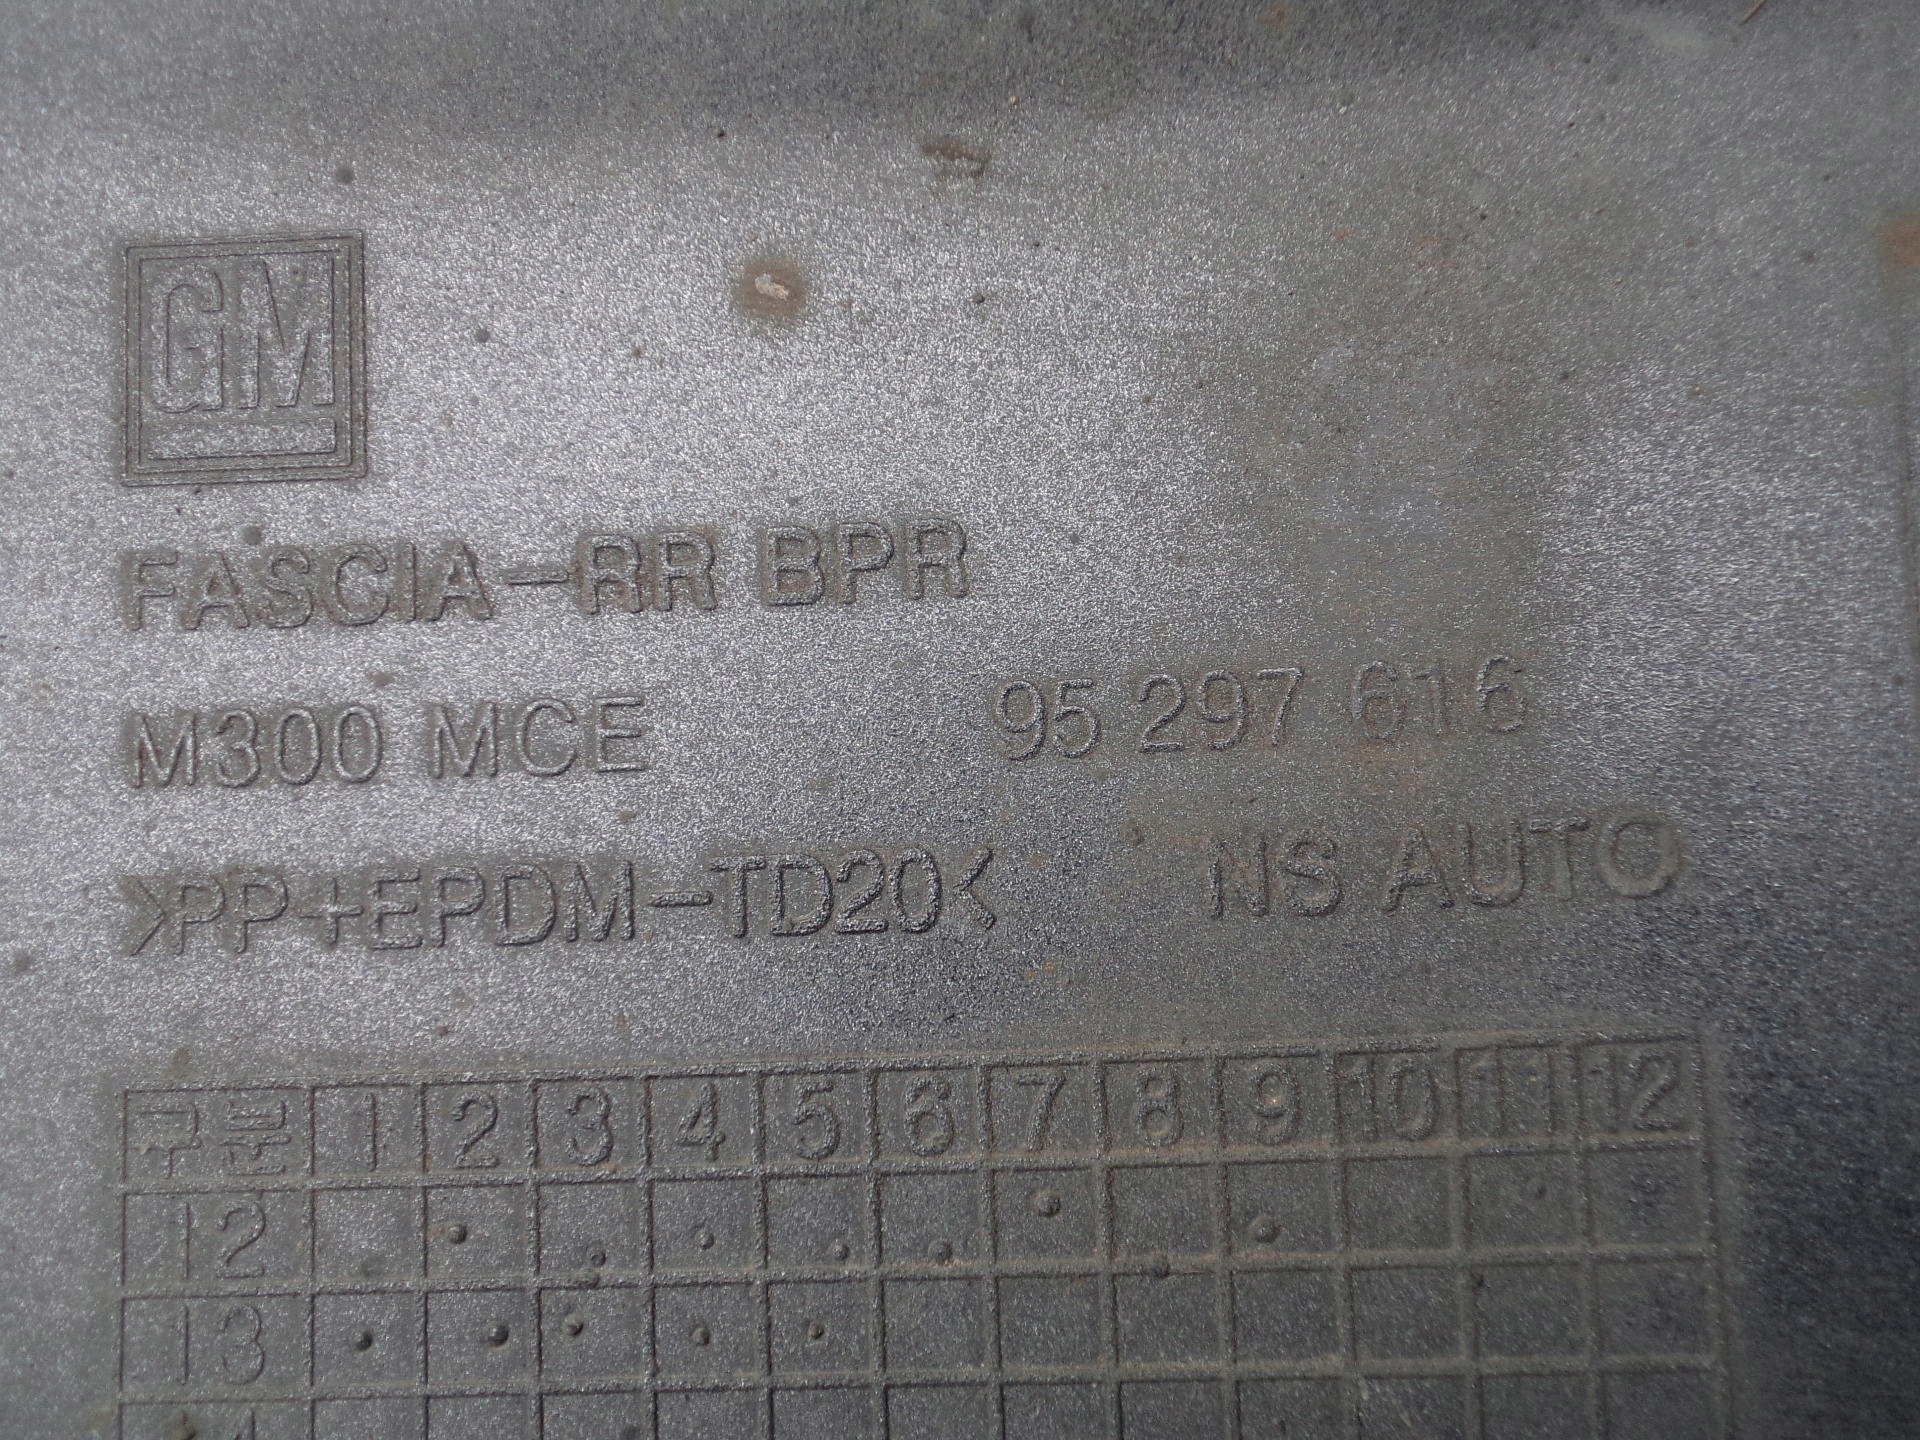 GM
FASCIA-RR BPR
M300 MCE 95 297 616
>PP+EPDM-TD20< NS AUTO
구분 1 2 3 4 5 6 7 8 9 10 11 12
12
13